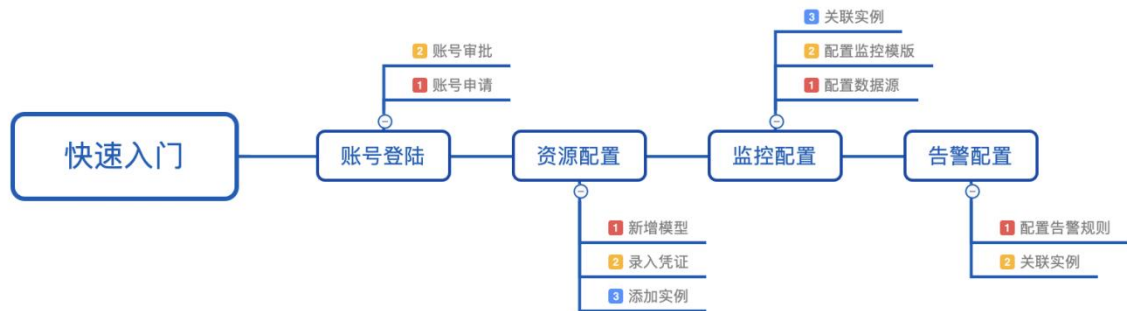 3 关联实例
2 账号审批
2 配置监控模版
1 账号申请
1 配置数据源
快速入门
账号登陆
资源配置
监控配置
告警配置
1 新增模型
1 配置告警规则
2 录入凭证
2 关联实例
3 添加实例